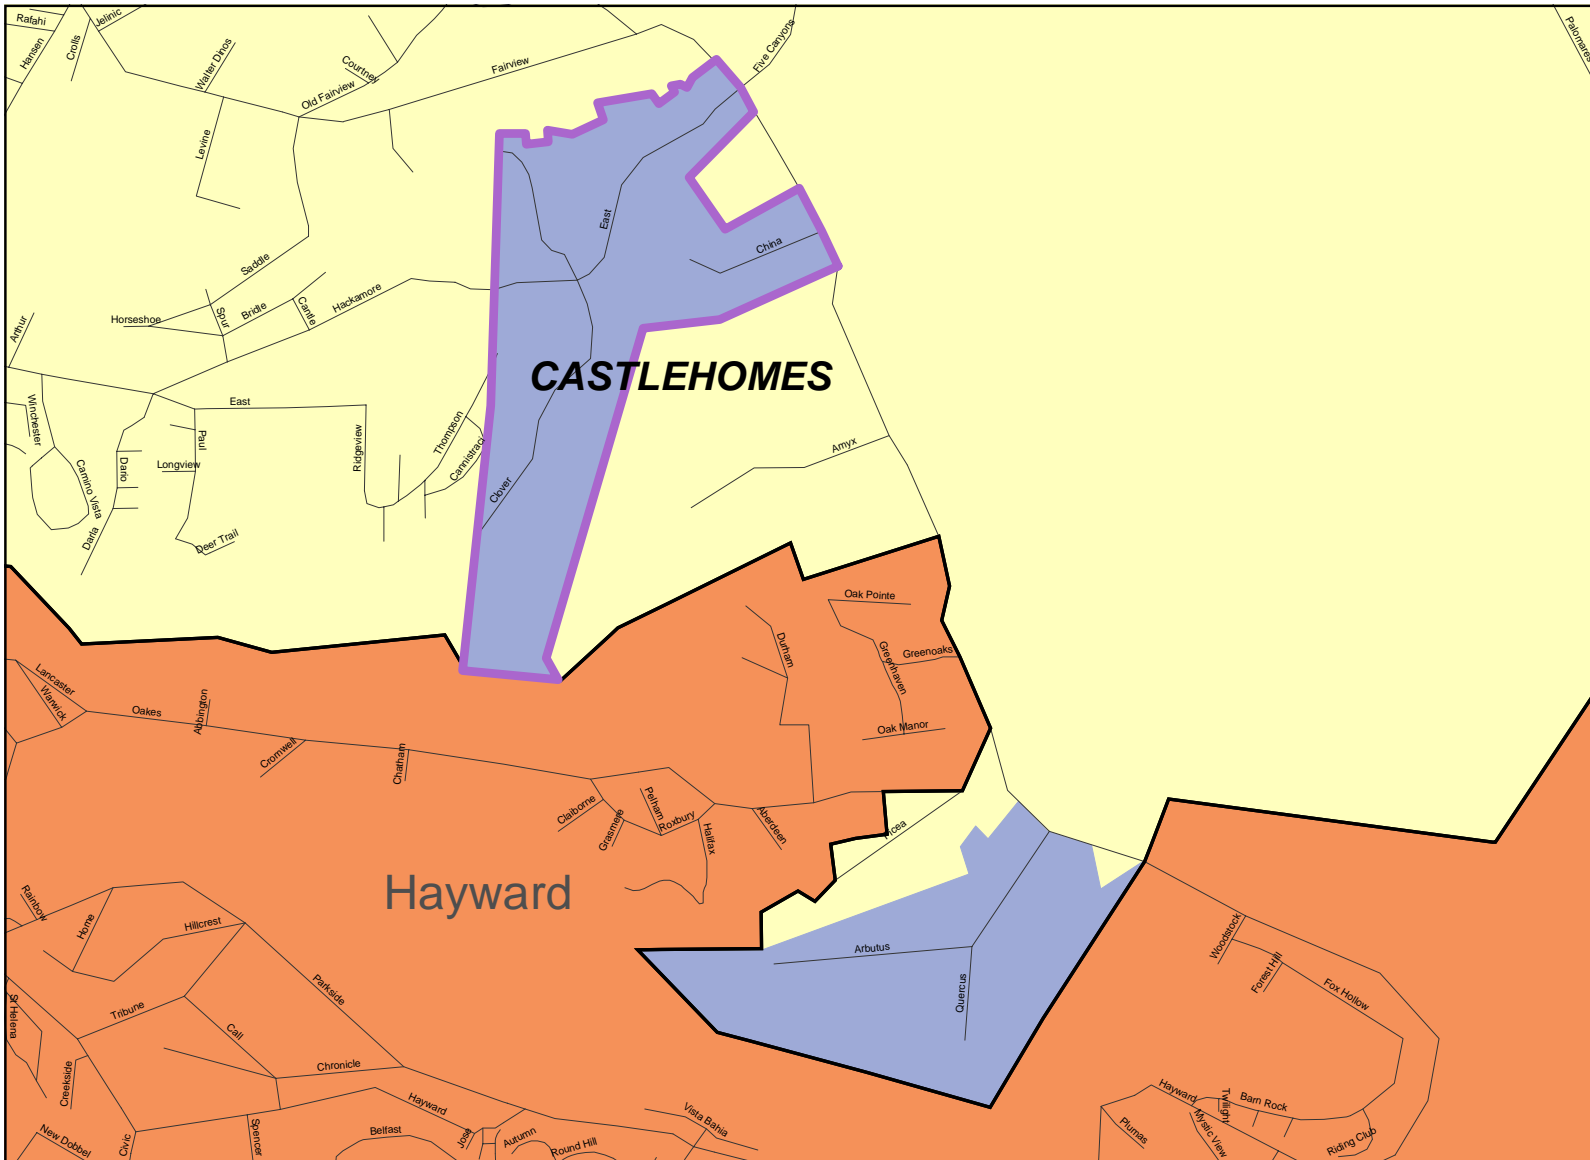 Rafahi
Hansen
Crolls
Jelinic
Walter Dinos
Courtney
Old Fairview
Fairview
Five Canyons
Palomares
Levine
East
China
Saddle
Horseshoe
Spur
Bridle
Cantle
Hackamore
Arthur
CASTLEHOMES
Winchester
East
Paul
Ridgeview
Thompson
Cannistraci
Amyx
Camino Vista
Dario
Longview
Clover
Darla
Deer Trail
Oak Pointe
Durham
Greenhaven
Greenoaks
Lancaster
Warwick
Oakes
Abbington
Cromwell
Chatham
Oak Manor
Claiborne
Grasmere
Pelham
Roxbury
Halifax
Aberdeen
Hayward
Rainbow
Home
Hillcrest
Arbutus
Quercus
Woodstock
Forest Hill
Fox Hollow
Parkside
St Helena
Tribune
Call
Chronicle
Creekside
Hayward
Hayward
Twilight
Barn Rock
Plumas
Mystic View
Riding Club
New Dobbel
Civic
Spencer
Belfast
Jose
Autumn
Round Hill
Vista Bahia